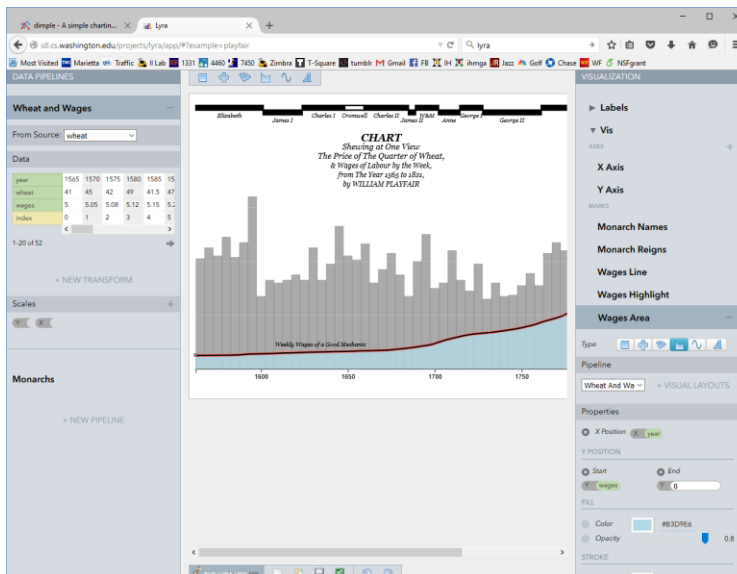 dimple - A simple chartin...
Lyre
idl.cs.washington.edu/projects/lyra/app/#?example=playfair
lyra
Most Visited
Marietta
Traffic
II Lab
1331
4460
7450
Zimbra
T-Square
tumblr
Gmail
FB
IH
ihmga
Jazz
Golf
Chase
WF
NSFgrant
DATA PIPELINES
Wheat and Wages
From Source: wheat
Data
year 1565 1570 1575 1580 1585 15
wheat 41 45 42 49 41.5 47
wages 5 5.05 5.08 5.12 5.15 5.2
index 0 1 2 3 4 5
1-20 of 52
+ NEW TRANSFORM
Scales
Y X
Monarchs
+ NEW PIPELINE
Elizabeth
James I
Charles I
Cromwell
Charles II
James II
W&M
Anne
George I
George II
CHART
Shewing at One View
The Price of The Quarter of Wheat,
& Wages of Labour by the Week,
from The Year 1565 to 1821,
by WILLIAM PLAYFAIR
Weekly Wages of a Good Mechanic
1600 1650 1700 1750
VISUALIZATION
Labels
Vis
AXES
X Axis
Y Axis
MARKS
Monarch Names
Monarch Reigns
Wages Line
Wages Highlight
Wages Area
Type
Pipeline
Wheat And Wa
+ VISUAL LAYOUTS
Properties
X Position X year
Y POSITION
Start End
Y wages Y 0
FILL
Color #B3D9E6
Opacity 0.8
STROKE